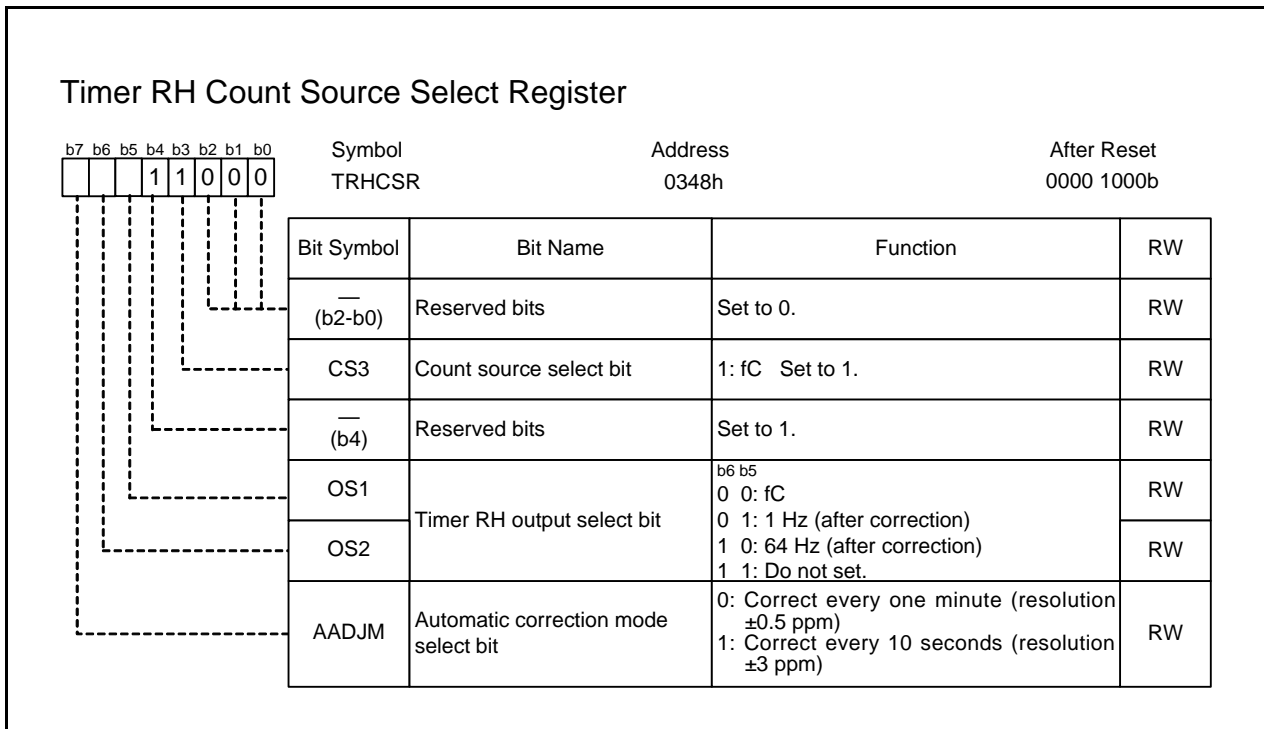 Timer RH Count Source Select Register
b7 b6 b5 b4 b3 b2 b1 b0
1 1 0 0 0
Symbol Address After Reset
TRHCSR 0348h 0000 1000b
Bit Symbol Bit Name Function RW
—
(b2-b0) Reserved bits Set to 0. RW
CS3 Count source select bit 1: fC Set to 1. RW
—
(b4) Reserved bits Set to 1. RW
OS1 RW
OS2 RW
Timer RH output select bit
b6 b5
0 0: fC
0 1: 1 Hz (after correction)
1 0: 64 Hz (after correction)
1 1: Do not set.
AADJM
Automatic correction mode
select bit
0: Correct every one minute (resolution
±0.5 ppm)
1: Correct every 10 seconds (resolution
±3 ppm)
RW